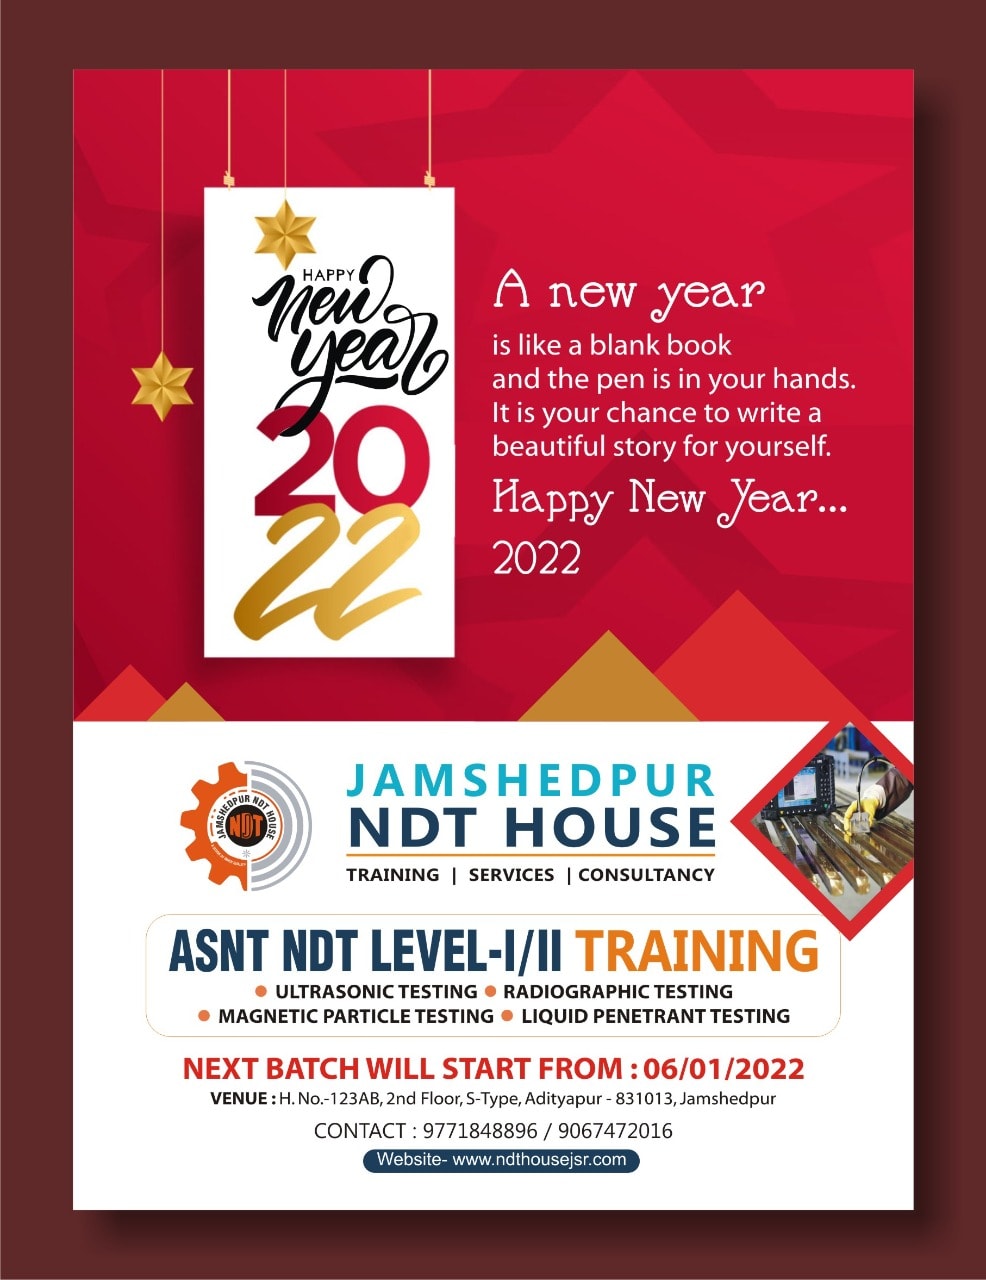 HAPPY
New
year
20
22
A new year
is like a blank book
and the pen is in your hands.
It is your chance to write a
beautiful story for yourself.
Happy New Year...
2022
JAMSHEDPUR NDT HOUSE
NDT
JAMSHEDPUR
NDT HOUSE
TRAINING | SERVICES | CONSULTANCY
ASNT NDT LEVEL-I/II TRAINING
ULTRASONIC TESTING RADIOGRAPHIC TESTING
MAGNETIC PARTICLE TESTING LIQUID PENETRANT TESTING
NEXT BATCH WILL START FROM : 06/01/2022
VENUE : H. No.-123AB, 2nd Floor, S-Type, Adityapur - 831013, Jamshedpur
CONTACT : 9771848896 / 9067472016
Website- www.ndthousejsr.com